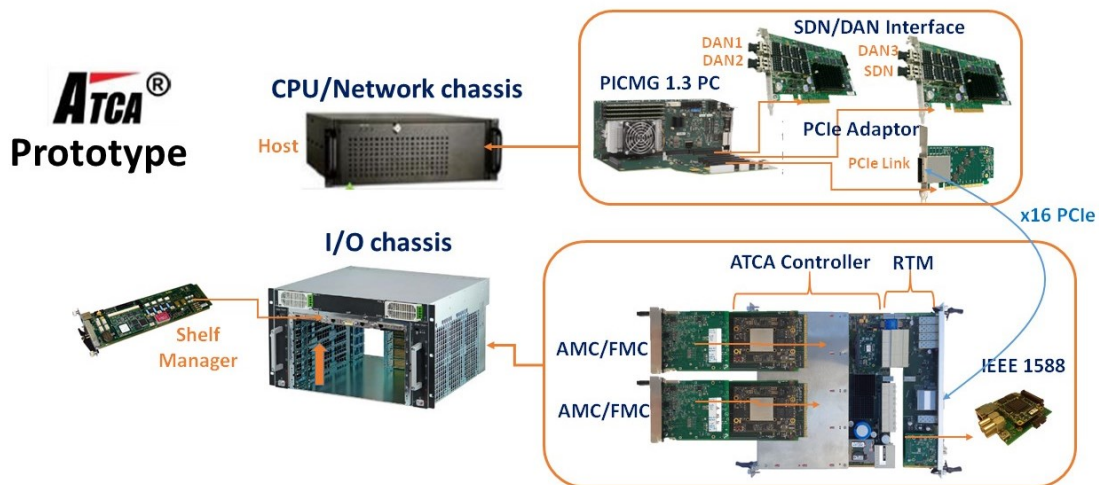 ATCA®
Prototype
CPU/Network chassis
Host
PICMG 1.3 PC
SDN/DAN Interface
DAN1
DAN2
DAN3
SDN
PCIe Adaptor
PCIe Link
x16 PCIe
I/O chassis
Shelf
Manager
ATCA Controller
RTM
AMC/FMC
AMC/FMC
IEEE 1588